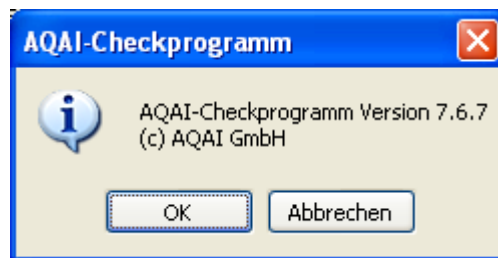 AQAI-Checkprogramm
AQAI-Checkprogramm Version 7.6.7
(c) AQAI GmbH
OK
Abbrechen